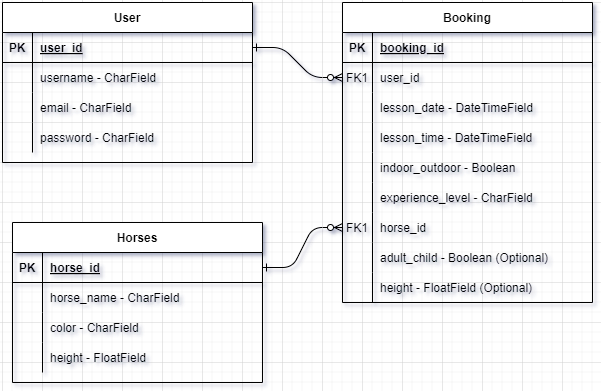 User
PK user_id
username - CharField
email - CharField
password - CharField
Booking
PK booking_id
FK1 user_id
lesson_date - DateTimeField
lesson_time - DateTimeField
indoor_outdoor - Boolean
experience_level - CharField
FK1 horse_id
adult_child - Boolean (Optional)
height - FloatField (Optional)
Horses
PK horse_id
horse_name - CharField
color - CharField
height - FloatField